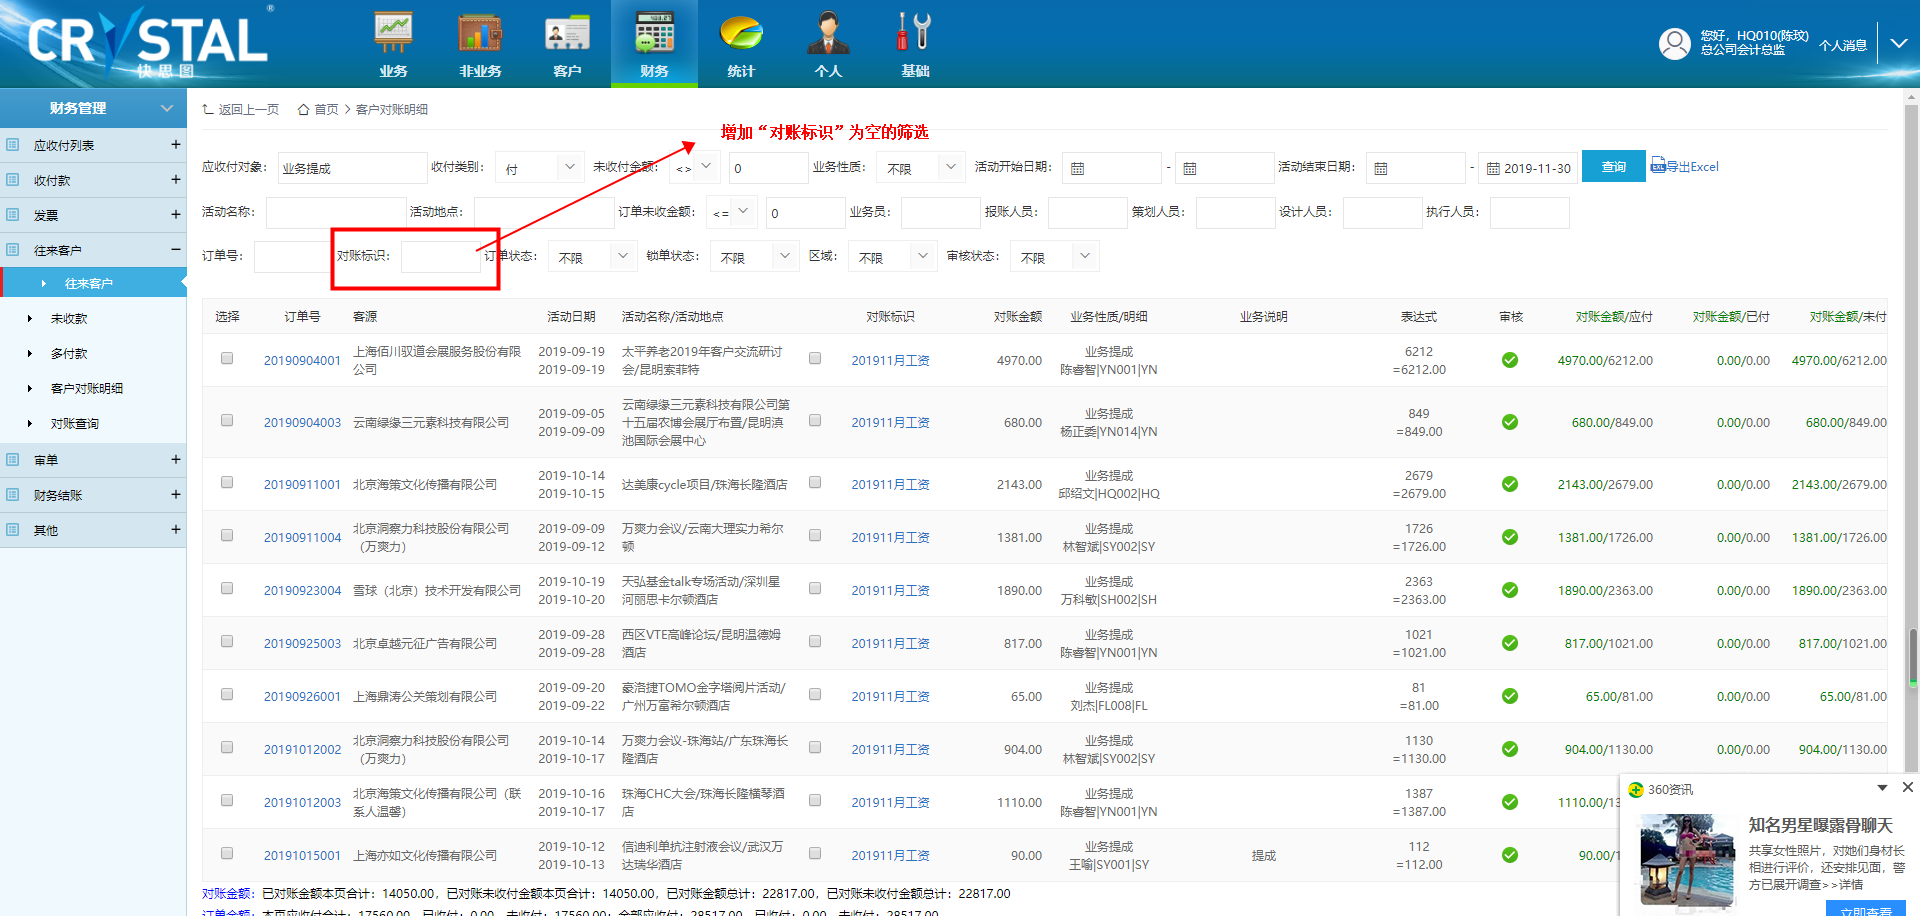 CRYSTAL ®
快思图
业务 非业务 客户 财务 统计 个人 基础
您好，HQ010(陈玟) 个人消息
总公司会计总监
财务管理
应收付列表 +
收付款 +
发票 +
往来客户 −
往来客户
未收款
多付款
客户对账明细
对账查询
审单 +
财务结账 +
其他 +
返回上一页 首页 > 客户对账明细
增加“对账标识”为空的筛选
应收付对象： 业务提成 收付类别： 付 未收付金额： <> 0 业务性质： 不限 活动开始日期： - 活动结束日期： - 2019-11-30 查询 导出Excel
活动名称： 活动地点： 订单未收金额： <= 0 业务员： 报账人员： 策划人员： 设计人员： 执行人员：
订单号： 对账标识： 订单状态： 不限 锁单状态： 不限 区域： 不限 审核状态： 不限
选择 订单号 客源 活动日期 活动名称/活动地点 对账标识 对账金额 业务性质/明细 业务说明 表达式 审核 对账金额/应付 对账金额/已付 对账金额/未付
20190904001 上海佰川驭道会展服务股份有限公司 2019-09-19 2019-09-19 太平养老2019年客户交流研讨会/昆明索菲特 201911月工资 4970.00 业务提成 陈睿智|YN001|YN 6212 =6212.00 4970.00/6212.00 0.00/0.00 4970.00/6212.00
20190904003 云南绿缘三元素科技有限公司 2019-09-05 2019-09-09 云南绿缘三元素科技有限公司第十五届农博会展厅布置/昆明滇池国际会展中心 201911月工资 680.00 业务提成 杨正委|YN014|YN 849 =849.00 680.00/849.00 0.00/0.00 680.00/849.00
20190911001 北京海策文化传播有限公司 2019-10-14 2019-10-15 达美康cycle项目/珠海长隆酒店 201911月工资 2143.00 业务提成 邱绍文|HQ002|HQ 2679 =2679.00 2143.00/2679.00 0.00/0.00 2143.00/2679.00
20190911004 北京洞察力科技股份有限公司（万爽力） 2019-09-09 2019-09-12 万爽力会议/云南大理实力希尔顿 201911月工资 1381.00 业务提成 林智斌|SY002|SY 1726 =1726.00 1381.00/1726.00 0.00/0.00 1381.00/1726.00
20190923004 雪球（北京）技术开发有限公司 2019-10-19 2019-10-20 天弘基金talk专场活动/深圳星河丽思卡尔顿酒店 201911月工资 1890.00 业务提成 万科敏|SH002|SH 2363 =2363.00 1890.00/2363.00 0.00/0.00 1890.00/2363.00
20190925003 北京卓越元征广告有限公司 2019-09-28 2019-09-28 西区VTE高峰论坛/昆明温德姆酒店 201911月工资 817.00 业务提成 陈睿智|YN001|YN 1021 =1021.00 817.00/1021.00 0.00/0.00 817.00/1021.00
20190926001 上海鼎涛公关策划有限公司 2019-09-20 2019-09-22 豪洛捷TOMO金字塔阅片活动/广州万富希尔顿酒店 201911月工资 65.00 业务提成 刘杰|FL008|FL 81 =81.00 65.00/81.00 0.00/0.00 65.00/81.00
20191012002 北京洞察力科技股份有限公司（万爽力） 2019-10-14 2019-10-17 万爽力会议-珠海站/广东珠海长隆酒店 201911月工资 904.00 业务提成 林智斌|SY002|SY 1130 =1130.00 904.00/1130.00 0.00/0.00 904.00/1130.00
20191012003 北京海策文化传播有限公司（联系人温馨） 2019-10-16 2019-10-17 珠海CHC大会/珠海长隆横琴酒店 201911月工资 1110.00 业务提成 陈睿智|YN001|YN 1387 =1387.00 1110.00/13
20191015001 上海亦如文化传播有限公司 2019-10-12 2019-10-13 信迪利单抗注射液会议/武汉万达瑞华酒店 201911月工资 90.00 业务提成 王喻|SY001|SY 提成 112 =112.00 90.00/1
对账金额：已对账金额本页合计：14050.00，已对账未收付金额本页合计：14050.00，已对账金额总计：22817.00，已对账未收付金额总计：22817.00
订单金额：本页应收付合计：17560.00，已收付：0.00，未收付：17560.00；全部应收付：28517.00，已收付：0.00，未收付：28517.00
360资讯
知名男星曝露骨聊天
共享女性照片，对她们身材长
相进行评价，还安排见面，警
方已展开调查>>详情
立即查看